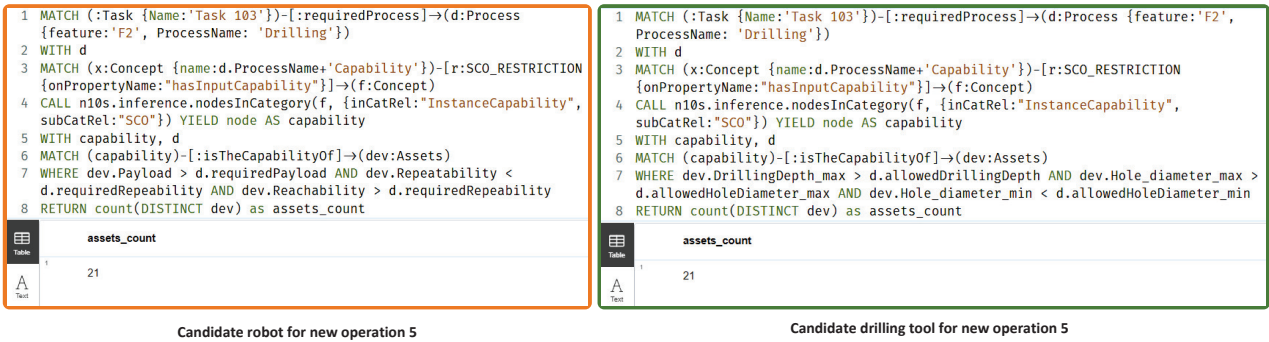 1 MATCH (:Task {Name:'Task 103'})-[:requiredProcess]→(d:Process
{feature:'F2', ProcessName: 'Drilling'})
2 WITH d
3 MATCH (x:Concept {name:d.ProcessName+'Capability'})-[r:SCO_RESTRICTION
{onPropertyName:"hasInputCapability"}]→(f:Concept)
4 CALL n10s.inference.nodesInCategory(f, {inCatRel:"InstanceCapability",
subCatRel:"SCO"}) YIELD node AS capability
5 WITH capability, d
6 MATCH (capability)-[:isTheCapabilityOf]→(dev:Assets)
7 WHERE dev.Payload > d.requiredPayload AND dev.Repeatability <
d.requiredRepeability AND dev.Reachability > d.requiredRepeability
8 RETURN count(DISTINCT dev) as assets_count
Table
assets_count
1
21
A
Text
Candidate robot for new operation 5
1 MATCH (:Task {Name:'Task 103'})-[:requiredProcess]→(d:Process {feature:'F2',
ProcessName: 'Drilling'})
2 WITH d
3 MATCH (x:Concept {name:d.ProcessName+'Capability'})-[r:SCO_RESTRICTION
{onPropertyName:"hasInputCapability"}]→(f:Concept)
4 CALL n10s.inference.nodesInCategory(f, {inCatRel:"InstanceCapability",
subCatRel:"SCO"}) YIELD node AS capability
5 WITH capability, d
6 MATCH (capability)-[:isTheCapabilityOf]→(dev:Assets)
7 WHERE dev.DrillingDepth_max > d.allowedDrillingDepth AND dev.Hole_diameter_max >
d.allowedHoleDiameter_max AND dev.Hole_diameter_min < d.allowedHoleDiameter_min
8 RETURN count(DISTINCT dev) as assets_count
Table
assets_count
1
21
A
Text
Candidate drilling tool for new operation 5